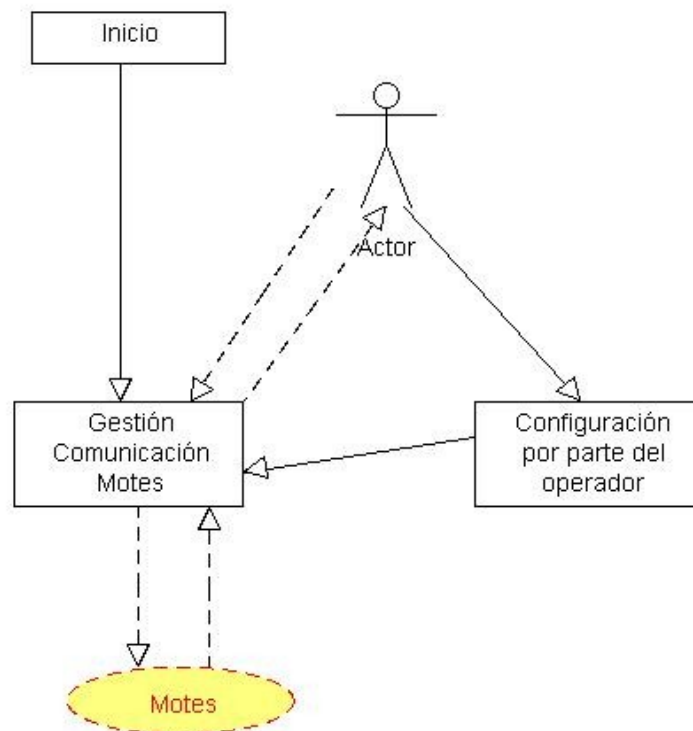 Inicio
Actor
Gestión
Comunicación
Motes
Configuración
por parte del
operador
Motes